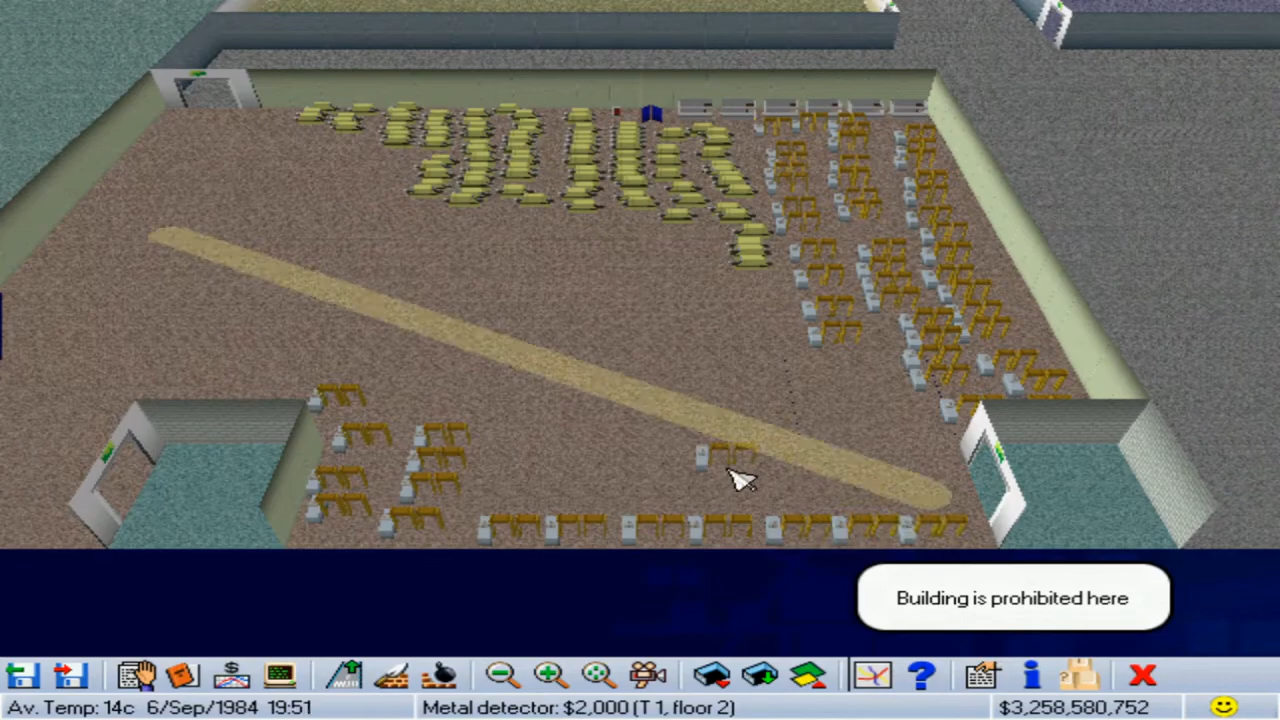 Building is prohibited here
Av. Temp: 14c 6/Sep/1984 19:51
Metal detector: $2,000 (T 1, floor 2)
$3,258,580,752